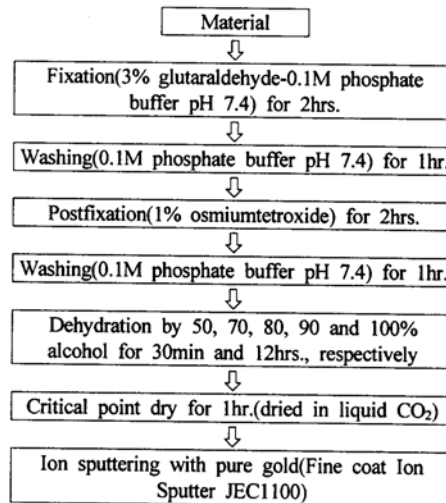 Material
Fixation(3% glutaraldehyde-0.1M phosphate
buffer pH 7.4) for 2hrs.
Washing(0.1M phosphate buffer pH 7.4) for 1hr.
Postfixation(1% osmiumtetroxide) for 2hrs.
Washing(0.1M phosphate buffer pH 7.4) for 1hr.
Dehydration by 50, 70, 80, 90 and 100%
alcohol for 30min and 12hrs., respectively
Critical point dry for 1hr.(dried in liquid CO₂)
Ion sputtering with pure gold(Fine coat Ion
Sputter JEC1100)